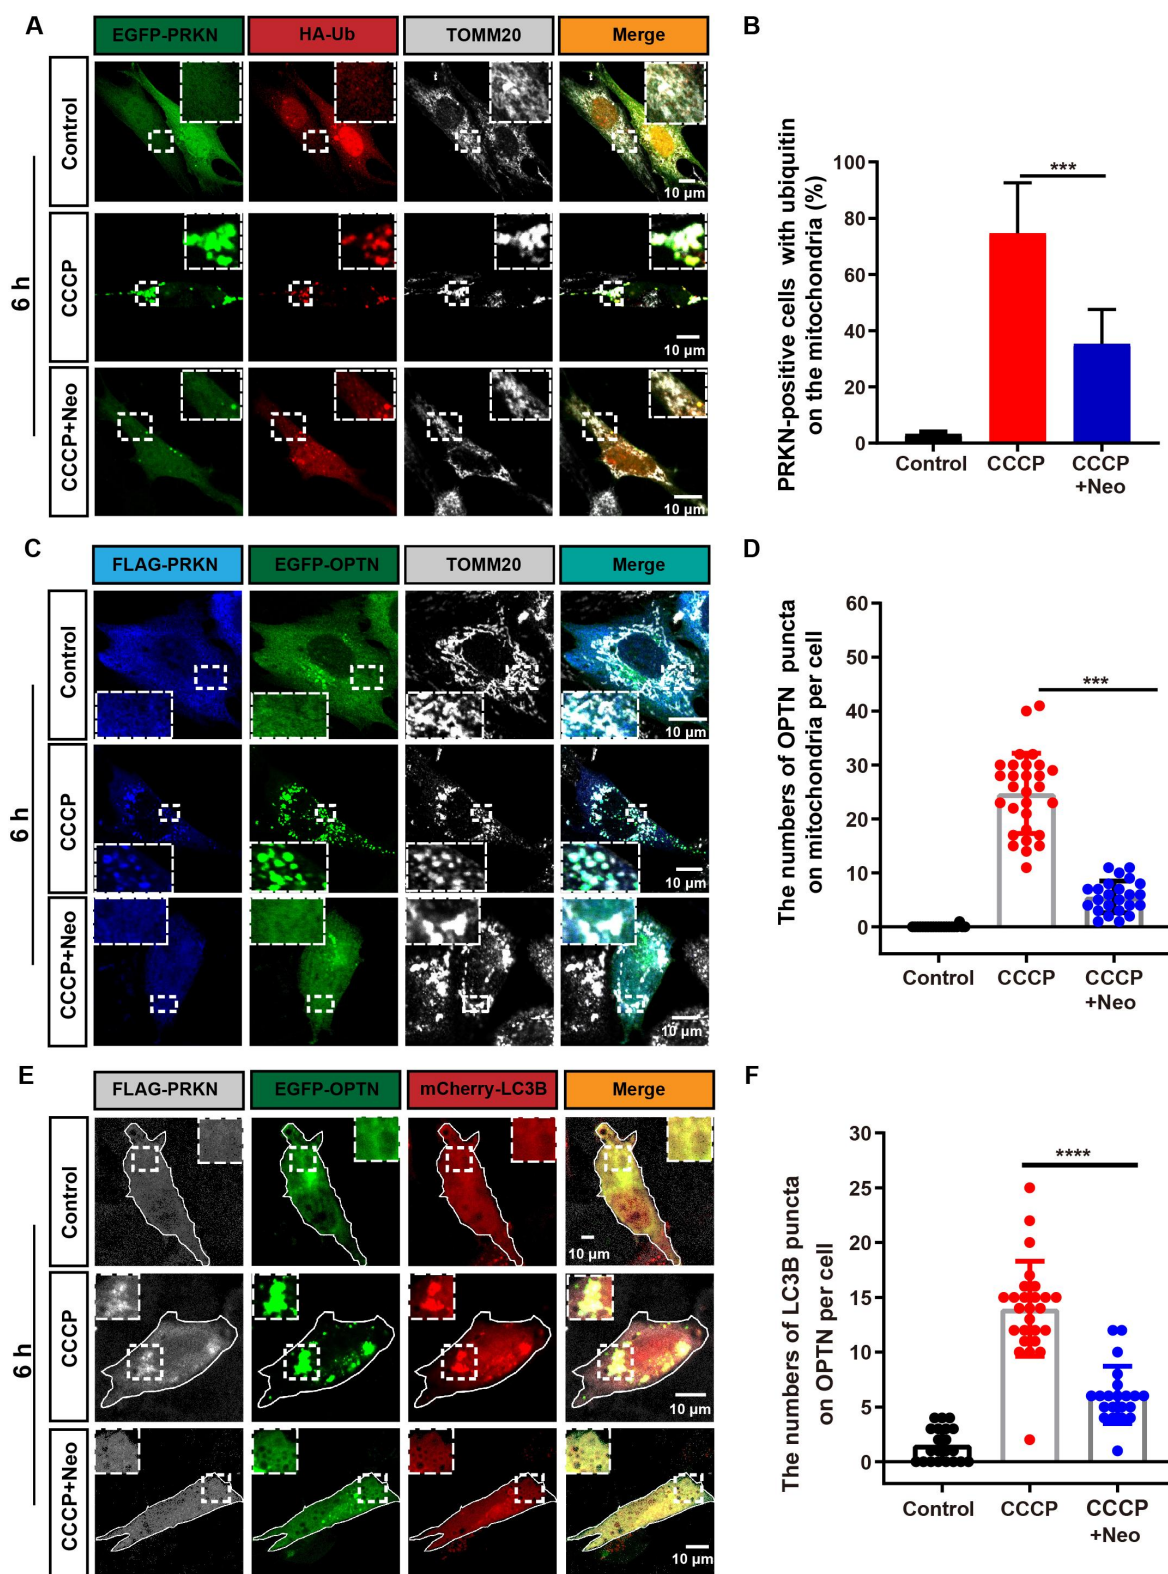 A
EGFP-PRKN
HA-Ub
TOMM20
Merge
6 h
Control
10 µm
CCCP
10 µm
CCCP+Neo
10 µm
B
PRKN-positive cells with ubiquitin
on the mitochondria (%)
100
80
60
40
20
0
***
Control
CCCP
CCCP
+Neo
C
FLAG-PRKN
EGFP-OPTN
TOMM20
Merge
6 h
Control
10 µm
CCCP
10 µm
CCCP+Neo
10 µm
D
The numbers of OPTN puncta
on mitochondria per cell
60
50
40
30
20
10
0
***
Control
CCCP
CCCP
+Neo
E
FLAG-PRKN
EGFP-OPTN
mCherry-LC3B
Merge
6 h
Control
10 µm
CCCP
10 µm
CCCP+Neo
10 µm
F
The numbers of LC3B puncta
on OPTN per cell
30
25
20
15
10
5
0
****
Control
CCCP
CCCP
+Neo